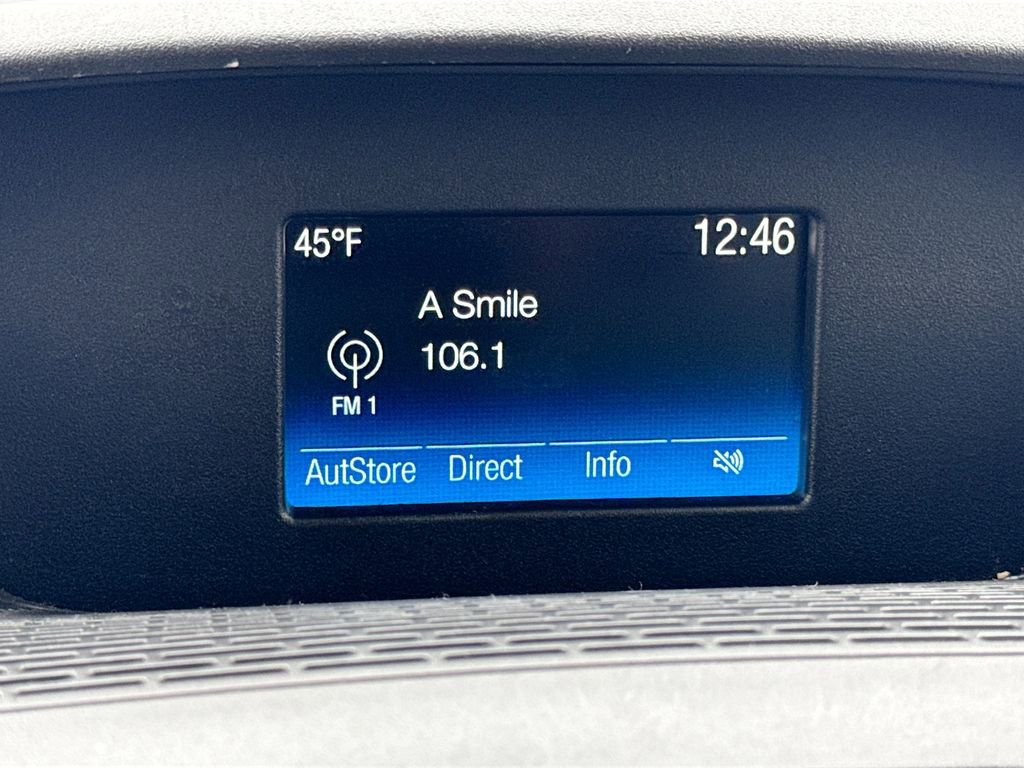 45°F 12:46
A Smile
106.1
FM 1
AutStore Direct Info